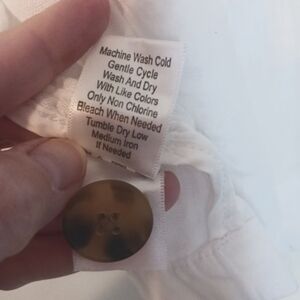 Machine Wash Cold
Gentle Cycle
Wash And Dry
With Like Colors
Only Non Chlorine
Bleach When Needed
Tumble Dry Low
Medium Iron
If Needed